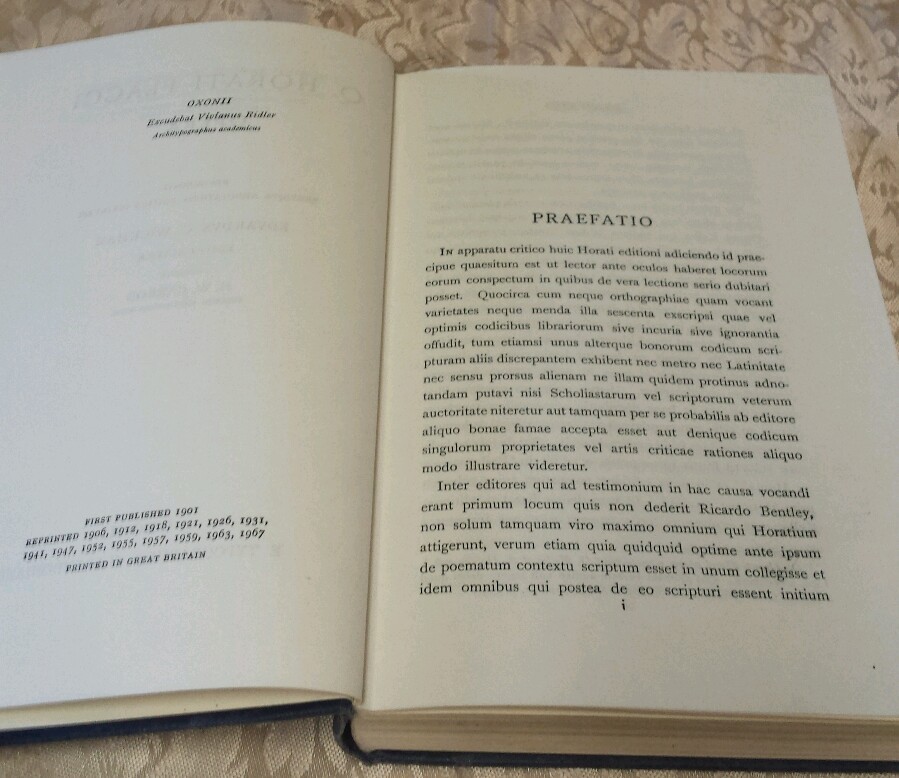 OXONII
Excudebat Vivianus Ridler
Architypographus academicus
FIRST PUBLISHED 1901
REPRINTED 1906, 1912, 1918, 1921, 1926, 1931,
1941, 1947, 1952, 1955, 1957, 1959, 1963, 1967
PRINTED IN GREAT BRITAIN
PRAEFATIO
In apparatu critico huic Horati editioni adiciendo id prae-
cipue quaesitum est ut lector ante oculos haberet locorum
eorum conspectum in quibus de vera lectione serio dubitari
posset. Quocirca cum neque orthographiae quam vocant
varietates neque menda illa sescenta exscripsi quae vel
optimis codicibus librariorum sive incuria sive ignorantia
offudit, tum etiamsi unus alterque bonorum codicum scri-
pturam aliis discrepantem exhibent nec metro nec Latinitate
nec sensu prorsus alienam ne illam quidem protinus adno-
tandam putavi nisi Scholiastarum vel scriptorum veterum
auctoritate niteretur aut tamquam per se probabilis ab editore
aliquo bonae famae accepta esset aut denique codicum
singulorum proprietates vel artis criticae rationes aliquo
modo illustrare videretur.
Inter editores qui ad testimonium in hac causa vocandi
erant primum locum quis non dederit Ricardo Bentley,
non solum tamquam viro maximo omnium qui Horatium
attigerunt, verum etiam quia quidquid optime ante ipsum
de poematum contextu scriptum esset in unum collegisse et
idem omnibus qui postea de eo scripturi essent initium
i